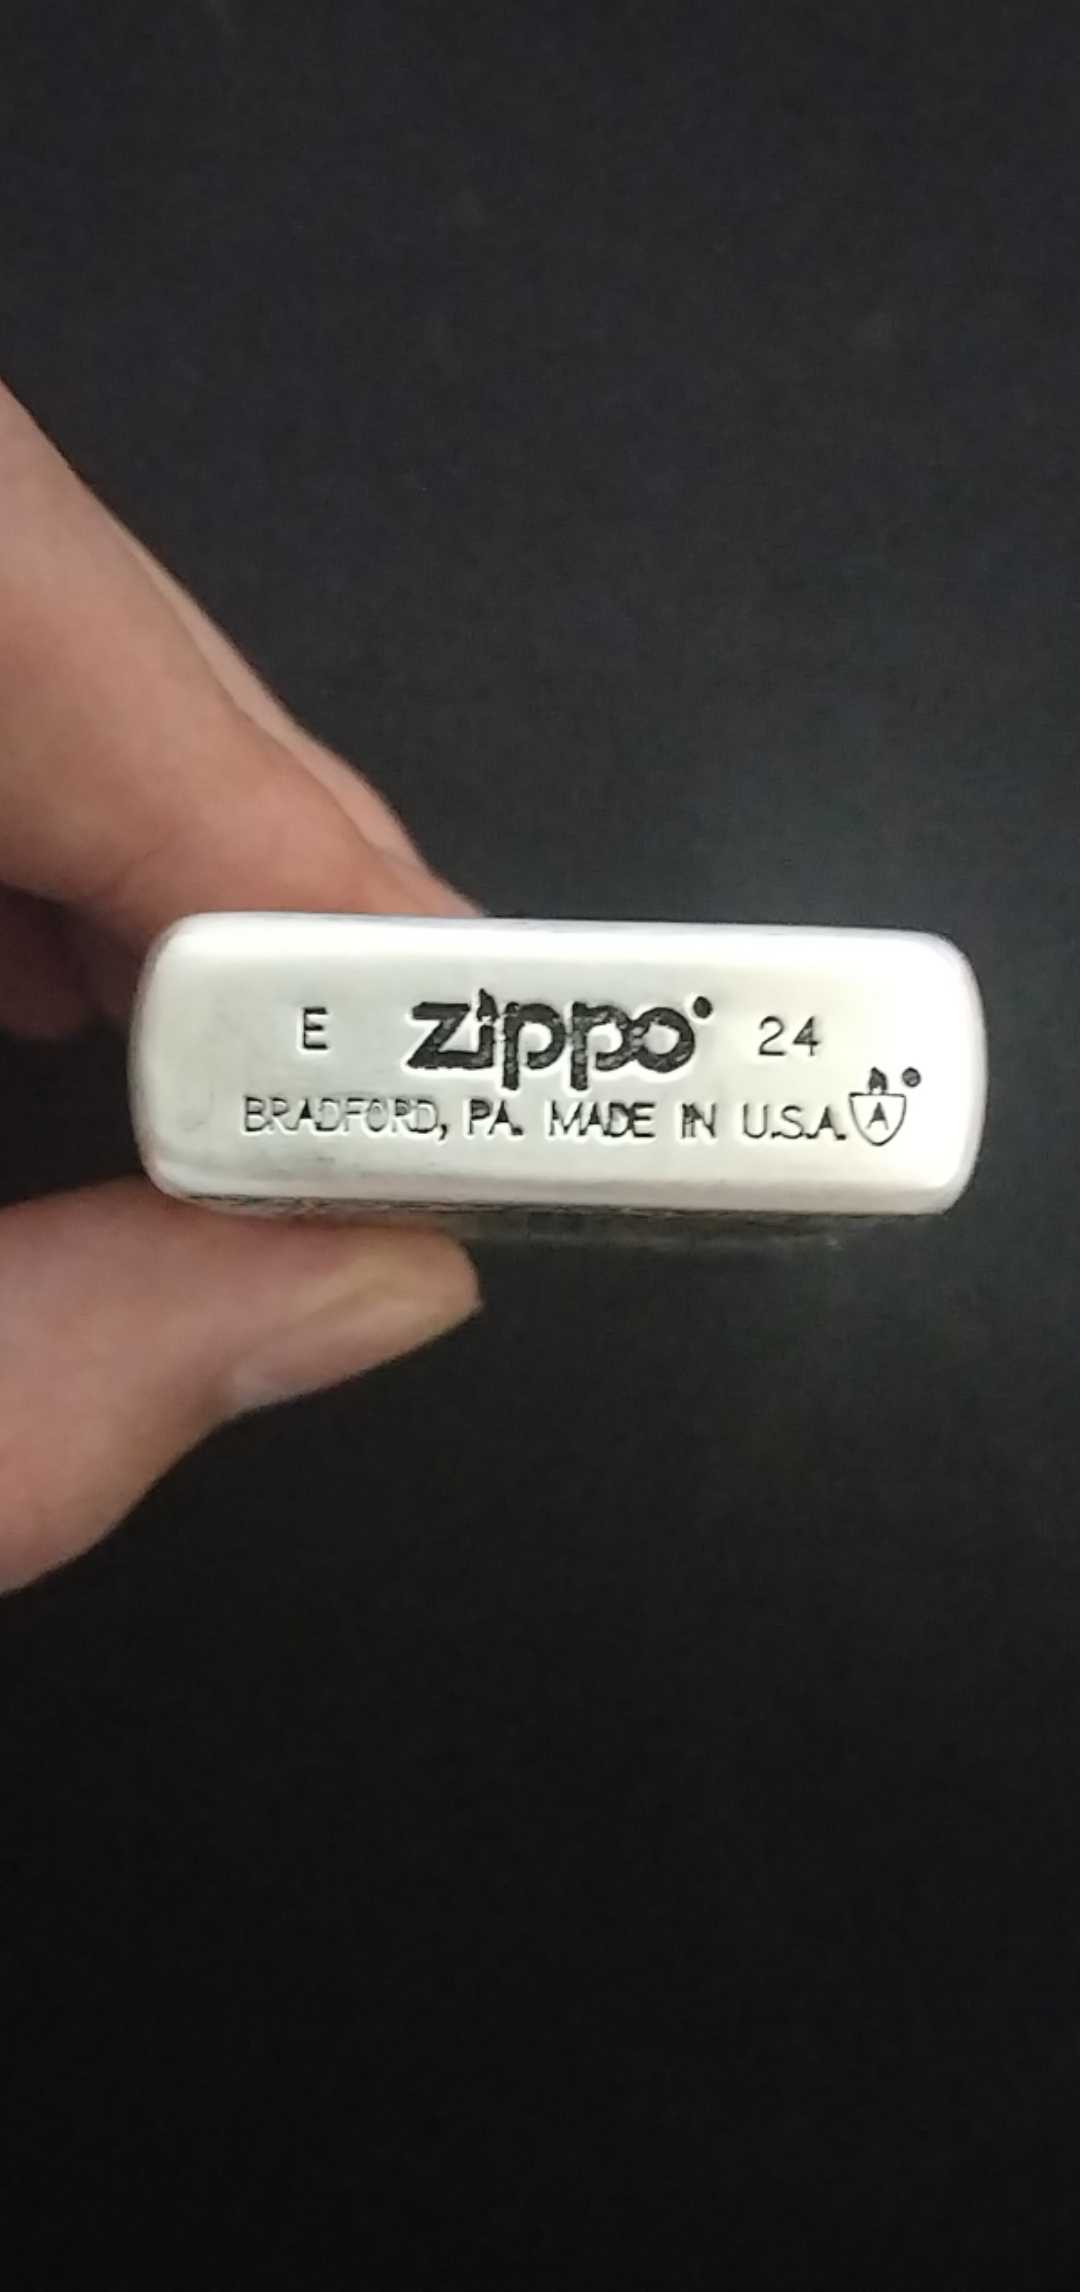 E zippo® 24
BRADFORD, PA. MADE IN U.S.A. A®